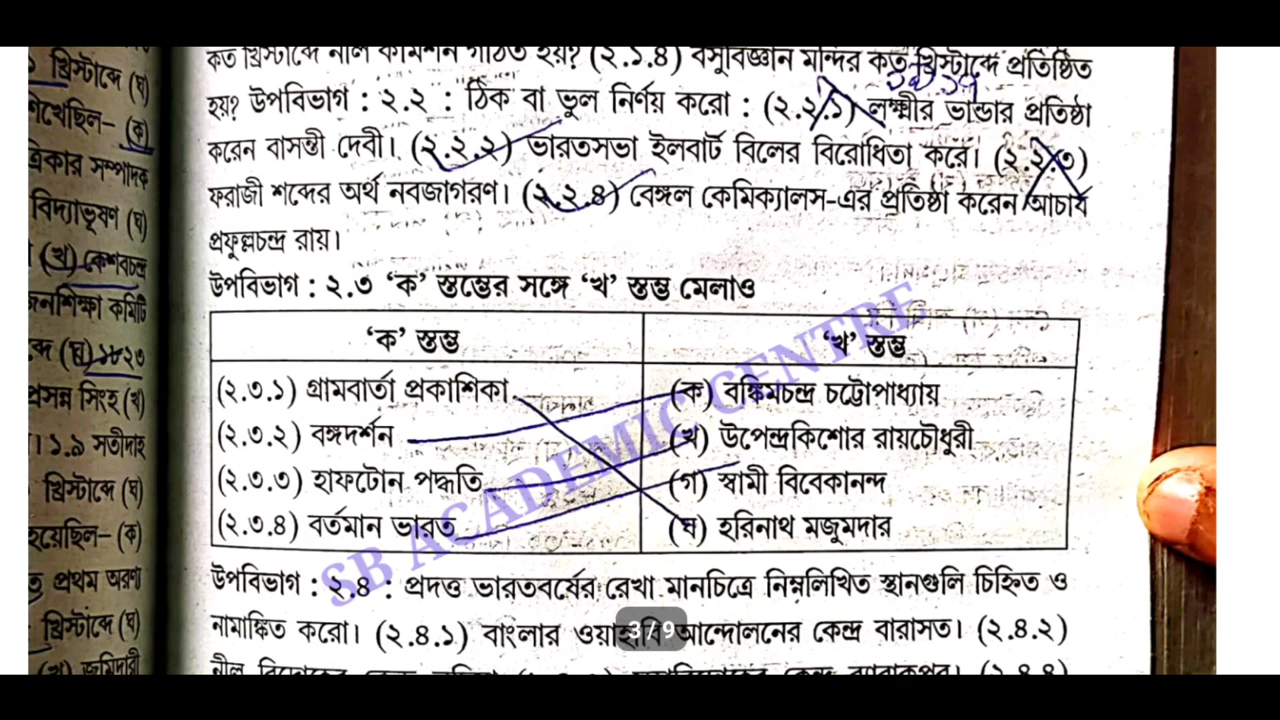 ১ খ্রিস্টাব্দে (ঘ)
শিখেছিল– (ক)
ত্রিকার সম্পাদক
বিদ্যাভূষণ (ঘ)
(খ) কেশবচন্দ্র
জনশিক্ষা কমিটি
ব্দে (ঘ) ১৮২৩
প্রসন্ন সিংহ (খ)
। ১.৯ সতীদাহ
খ্রিস্টাব্দে (ঘ)
হয়েছিল– (ক)
প্রথম অরণ্য
খ্রিস্টাব্দে (ঘ)
(খ) জমিদারী
কত খ্রিস্টাব্দে নীল কমিশন গঠিত হয়? (২.১.৪) বসুবিজ্ঞান মন্দির কত খ্রিস্টাব্দে প্রতিষ্ঠিত
১৯১৭
হয়? উপবিভাগ : ২.২ : ঠিক বা ভুল নির্ণয় করো : (২.২.১) লক্ষ্মীর ভান্ডার প্রতিষ্ঠা
করেন বাসন্তী দেবী। (২.২.২) ভারতসভা ইলবার্ট বিলের বিরোধিতা করে। (২.২.৩)
ফরাজী শব্দের অর্থ নবজাগরণ। (২.২.৪) বেঙ্গল কেমিক্যালস-এর প্রতিষ্ঠা করেন আচার্য
প্রফুল্লচন্দ্র রায়।
উপবিভাগ : ২.৩ ‘ক’ স্তম্ভের সঙ্গে ‘খ’ স্তম্ভ মেলাও
‘ক’ স্তম্ভ ‘খ’ স্তম্ভ
(২.৩.১) গ্রামবার্তা প্রকাশিকা (ক) বঙ্কিমচন্দ্র চট্টোপাধ্যায়
(২.৩.২) বঙ্গদর্শন (খ) উপেন্দ্রকিশোর রায়চৌধুরী
(২.৩.৩) হাফটোন পদ্ধতি (গ) স্বামী বিবেকানন্দ
(২.৩.৪) বর্তমান ভারত (ঘ) হরিনাথ মজুমদার
SB ACADEMIC CENTRE
উপবিভাগ : ২.৪ : প্রদত্ত ভারতবর্ষের রেখা মানচিত্রে নিম্নলিখিত স্থানগুলি চিহ্নিত ও
নামাঙ্কিত করো। (২.৪.১) বাংলার ওয়াহাবি আন্দোলনের কেন্দ্র বারাসত। (২.৪.২)
3 / 9